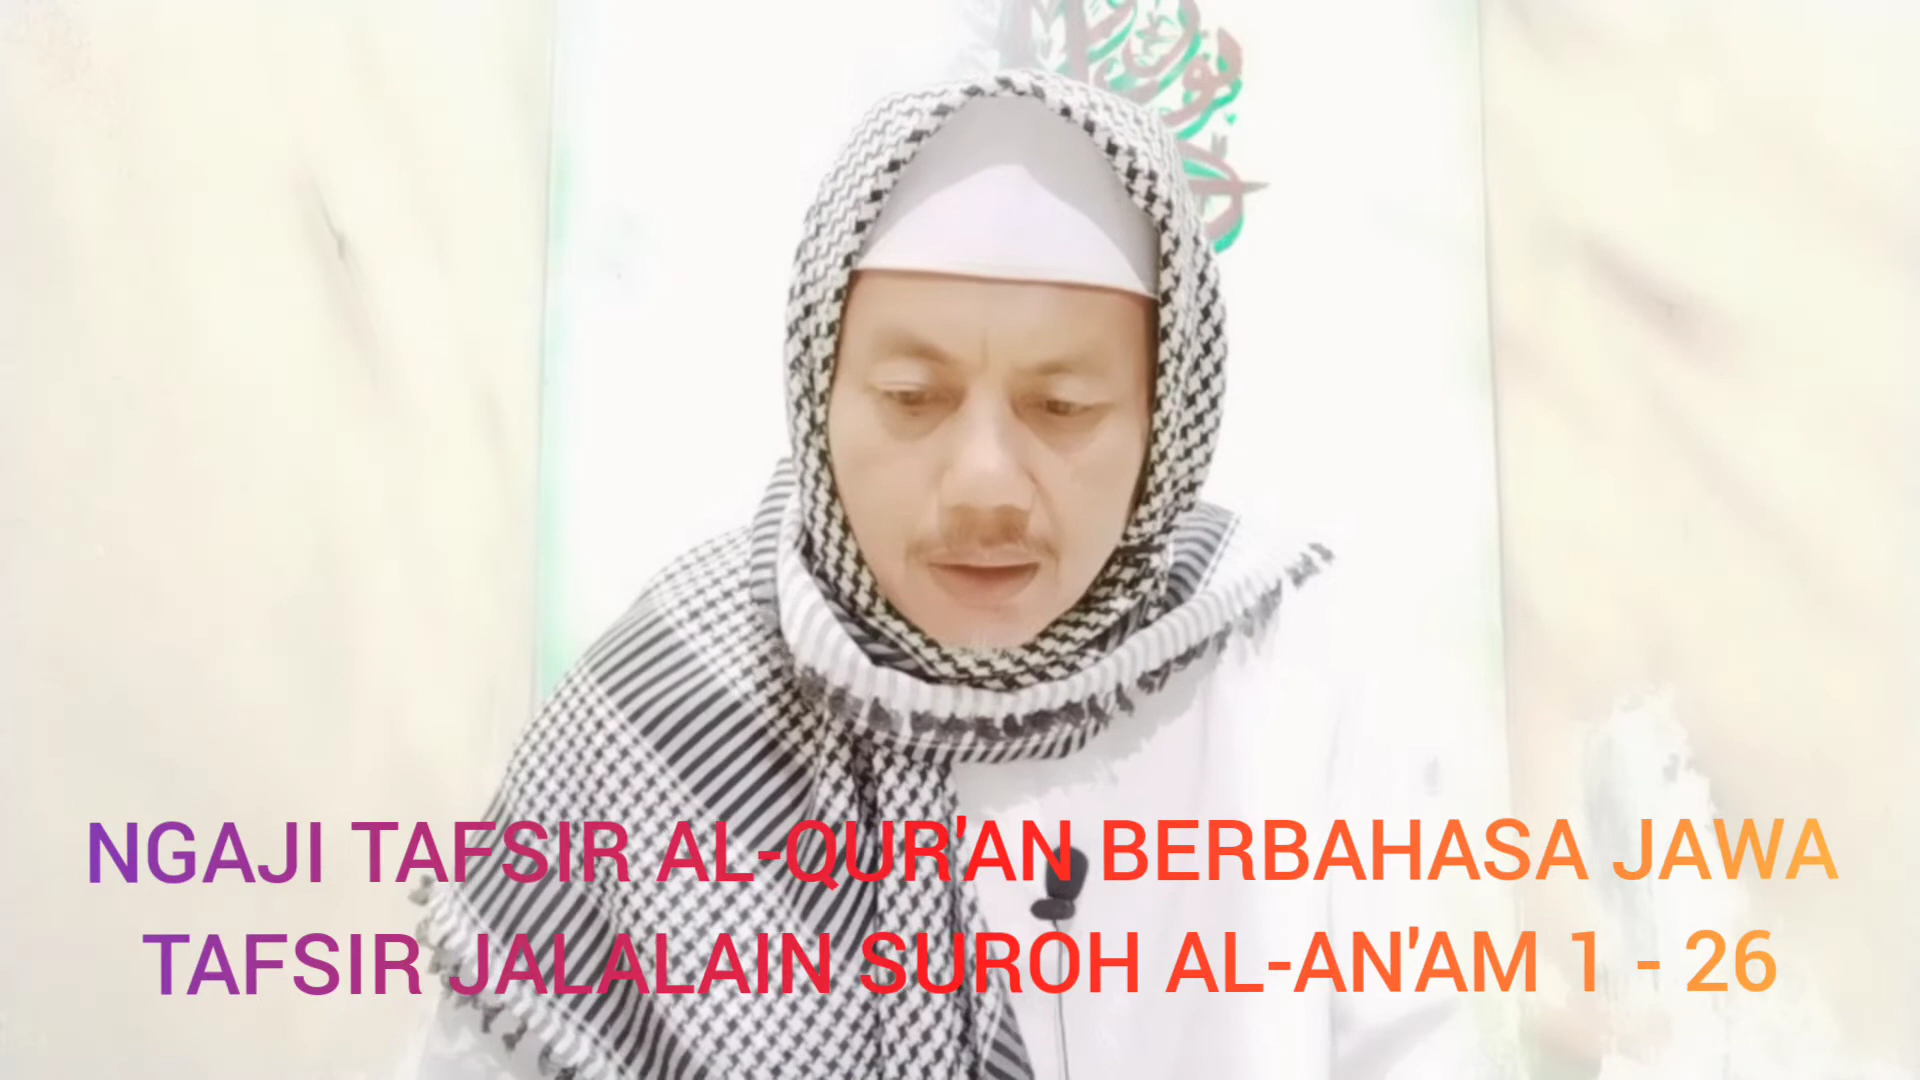 NGAJI TAFSIR AL-QUR'AN BERBAHASA JAWA
TAFSIR JALALAIN SUROH AL-AN'AM 1 - 26